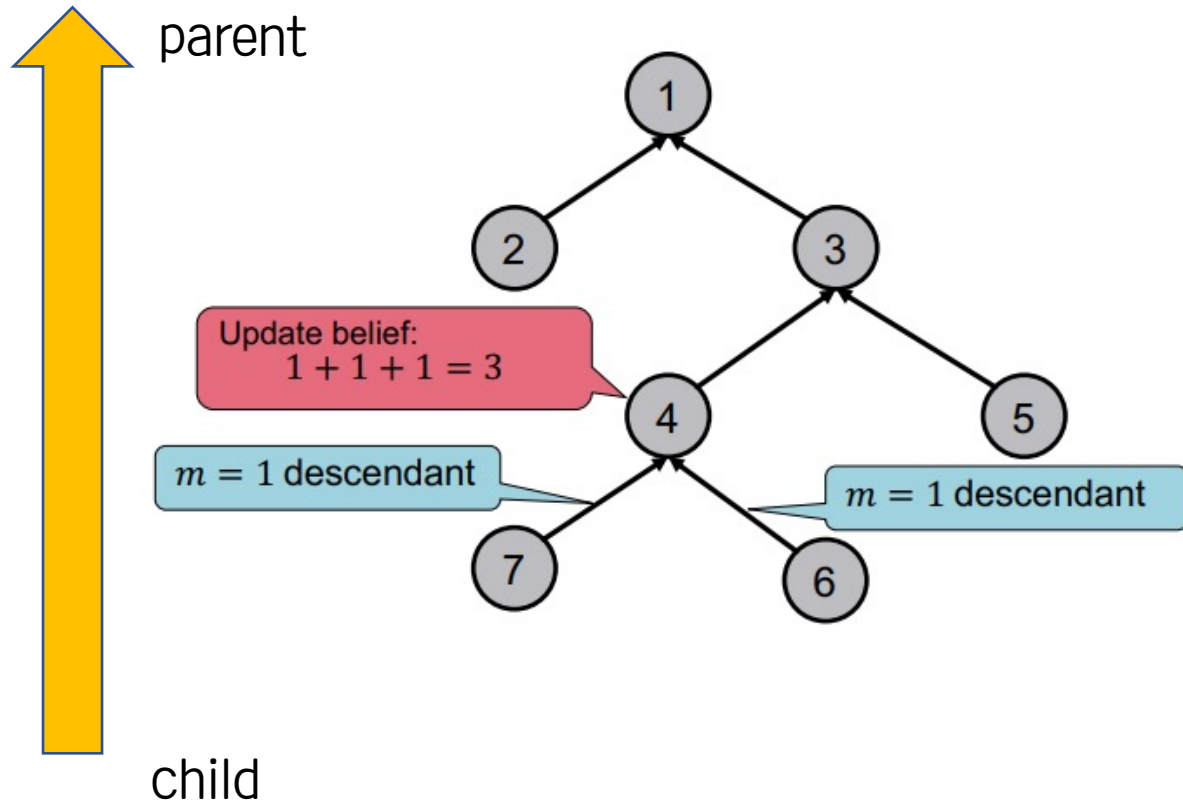 parent
1
2
3
Update belief:
1 + 1 + 1 = 3
4
5
m = 1 descendant
m = 1 descendant
7
6
child